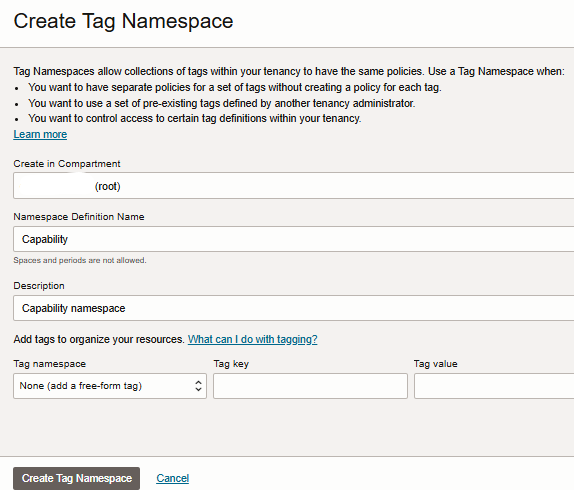 Create Tag Namespace
Tag Namespaces allow collections of tags within your tenancy to have the same policies. Use a Tag Namespace when:
• You want to have separate policies for a set of tags without creating a policy for each tag.
• You want to use a set of pre-existing tags defined by another tenancy administrator.
• You want to control access to certain tag definitions within your tenancy.
Learn more
Create in Compartment
(root)
Namespace Definition Name
Capability
Spaces and periods are not allowed.
Description
Capability namespace
Add tags to organize your resources. What can I do with tagging?
Tag namespace Tag key Tag value
None (add a free-form tag)
Create Tag Namespace Cancel